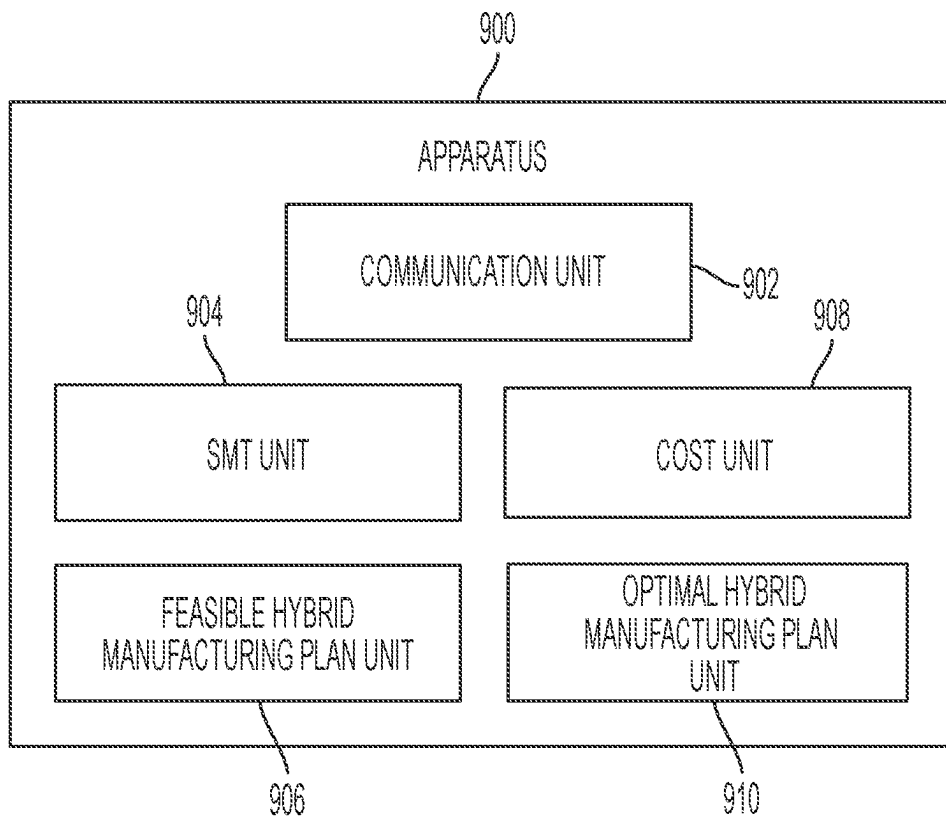 900
APPARATUS
COMMUNICATION UNIT
902
904
908
SMT UNIT
COST UNIT
FEASIBLE HYBRID
MANUFACTURING PLAN UNIT
OPTIMAL HYBRID
MANUFACTURING PLAN
UNIT
906
910